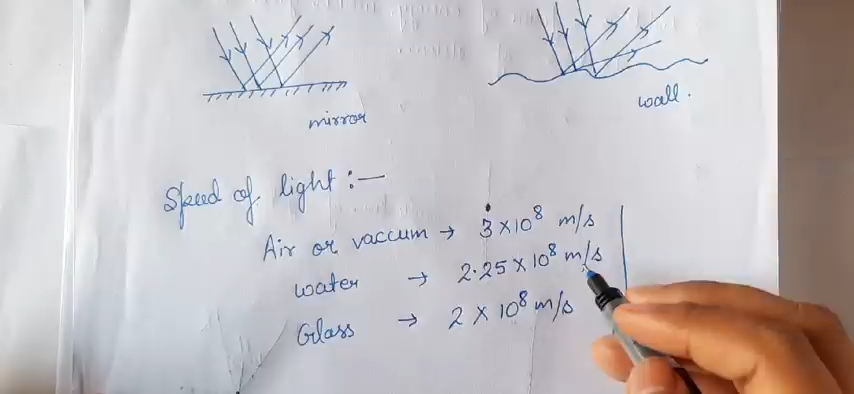 mirror
wall.
Speed of light :—
Air or vaccum → 3 × 10⁸ m/s
water → 2.25 × 10⁸ m/s
Glass → 2 × 10⁸ m/s